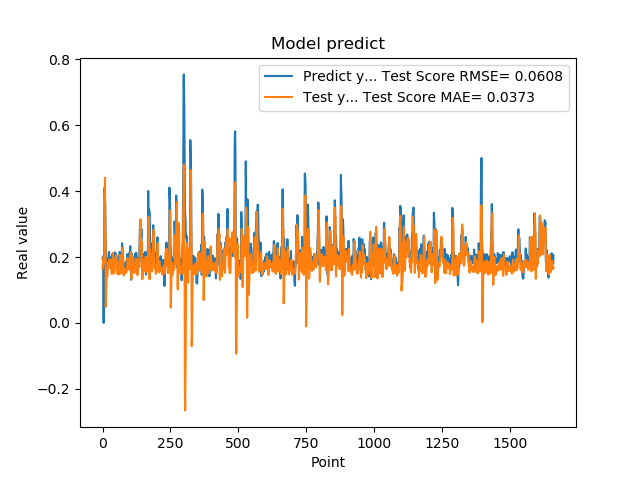 Model predict
Predict y... Test Score RMSE= 0.0608
Test y... Test Score MAE= 0.0373
Real value
0.8
0.6
0.4
0.2
0.0
−0.2
0 250 500 750 1000 1250 1500
Point